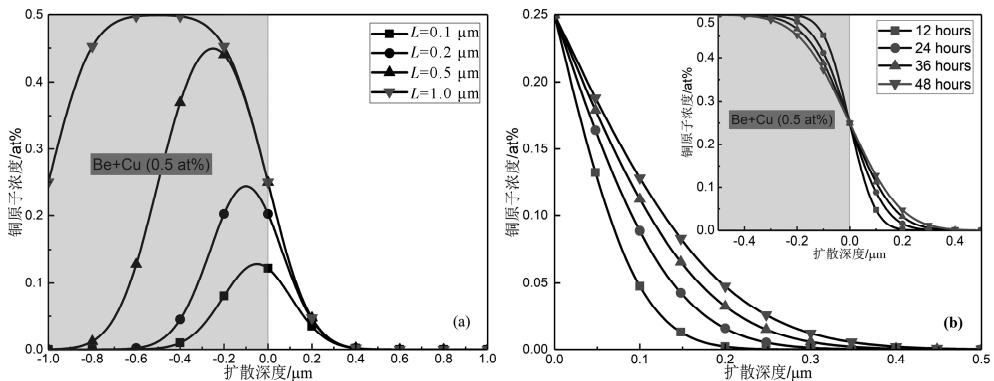 0.5
0.4
0.3
0.2
0.1
0.0
铜原子浓度/at%
-1.0 -0.8 -0.6 -0.4 -0.2 0.0 0.2 0.4 0.6 0.8 1.0
扩散深度/μm
Be+Cu (0.5 at%)
L=0.1 μm
L=0.2 μm
L=0.5 μm
L=1.0 μm
(a)
0.25
0.20
0.15
0.10
0.05
0.00
铜原子浓度/at%
0.0 0.1 0.2 0.3 0.4 0.5
扩散深度/μm
(b)
0.5
0.5
0.3
0.2
0.0
0.0
铜原子浓度/at%
-0.4 -0.2 0.0 0.2 0.4
扩散深度/μm
Be+Cu (0.5 at%)
12 hours
24 hours
36 hours
48 hours